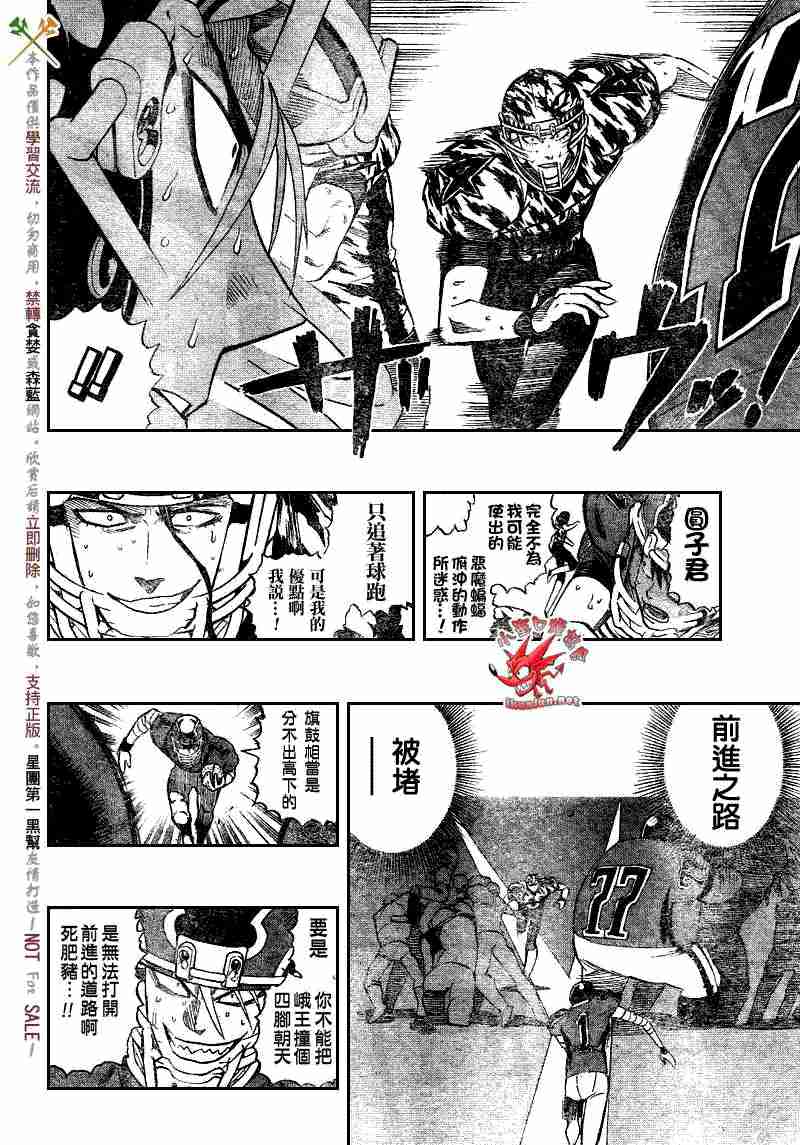 圓子君
完全不為
我可能
使出的
惡魔蝙蝠
俯沖的動作
所迷惑…!
只追著球跑
可是我的
優點啊
我説…!
前進之路
被堵
——
旗鼓相當是
分不出高下的
要是
你不能把
峨王撞個
四腳朝天
是無法打開
前進的道路啊
死肥豬…!!
77
1
本作品僅供學習交流，切勿商用，禁轉貪婪或森藍網站。欣賞后請立即刪除，如您喜歡，支持正版。星團第一黑幫友情打造—NOT For SALE—